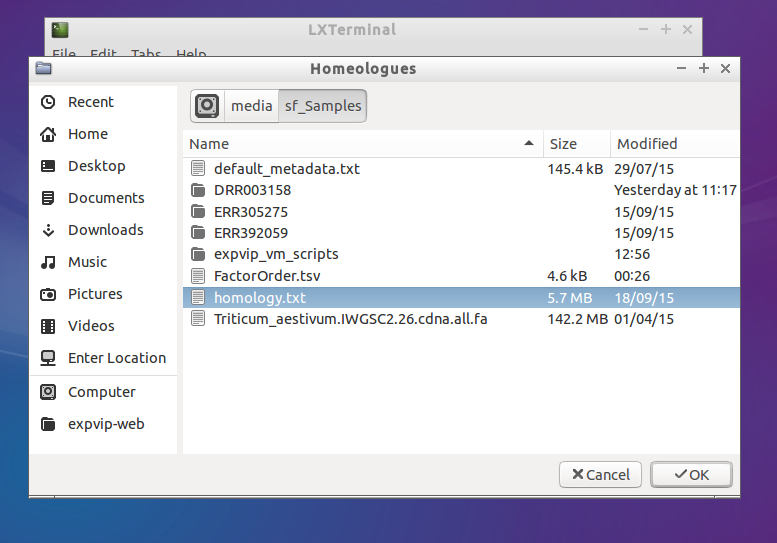 LXTerminal
File Edit Tabs Help
Homeologues
Recent
Home
Desktop
Documents
Downloads
Music
Pictures
Videos
Enter Location
Computer
expvip-web
media sf_Samples
Name Size Modified
default_metadata.txt 145.4 kB 29/07/15
DRR003158 Yesterday at 11:17
ERR305275 15/09/15
ERR392059 15/09/15
expvip_vm_scripts 12:56
FactorOrder.tsv 4.6 kB 00:26
homology.txt 5.7 MB 18/09/15
Triticum_aestivum.IWGSC2.26.cdna.all.fa 142.2 MB 01/04/15
Cancel OK